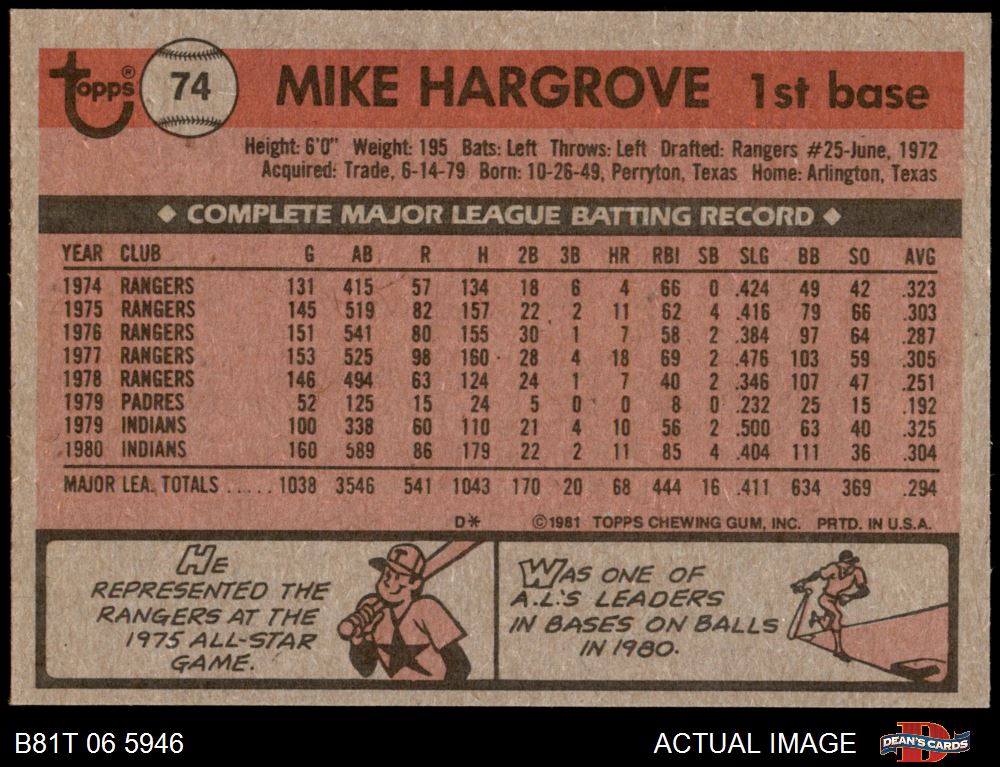 topps® 74 MIKE HARGROVE 1st base
Height: 6'0" Weight: 195 Bats: Left Throws: Left Drafted: Rangers #25-June, 1972
Acquired: Trade, 6-14-79 Born: 10-26-49, Perryton, Texas Home: Arlington, Texas
◆ COMPLETE MAJOR LEAGUE BATTING RECORD ◆
YEAR CLUB G AB R H 2B 3B HR RBI SB SLG BB SO AVG
1974 RANGERS 131 415 57 134 18 6 4 66 0 .424 49 42 .323
1975 RANGERS 145 519 82 157 22 2 11 62 4 .416 79 66 .303
1976 RANGERS 151 541 80 155 30 1 7 58 2 .384 97 64 .287
1977 RANGERS 153 525 98 160 28 4 18 69 2 .476 103 59 .305
1978 RANGERS 146 494 63 124 24 1 7 40 2 .346 107 47 .251
1979 PADRES 52 125 15 24 5 0 0 8 0 .232 25 15 .192
1979 INDIANS 100 338 60 110 21 4 10 56 2 .500 63 40 .325
1980 INDIANS 160 589 86 179 22 2 11 85 4 .404 111 36 .304
MAJOR LEA. TOTALS ...... 1038 3546 541 1043 170 20 68 444 16 .411 634 369 .294
D* ©1981 TOPPS CHEWING GUM, INC. PRTD. IN U.S.A.
HE
REPRESENTED THE
RANGERS AT THE
1975 ALL-STAR
GAME.
T
WAS ONE OF
A.L.'S LEADERS
IN BASES ON BALLS
IN 1980.
B81T 06 5946 ACTUAL IMAGE DEAN'S CARDS